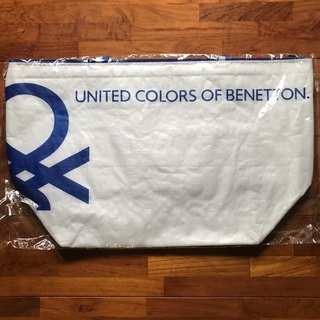 UNITED COLORS OF BENETTON.